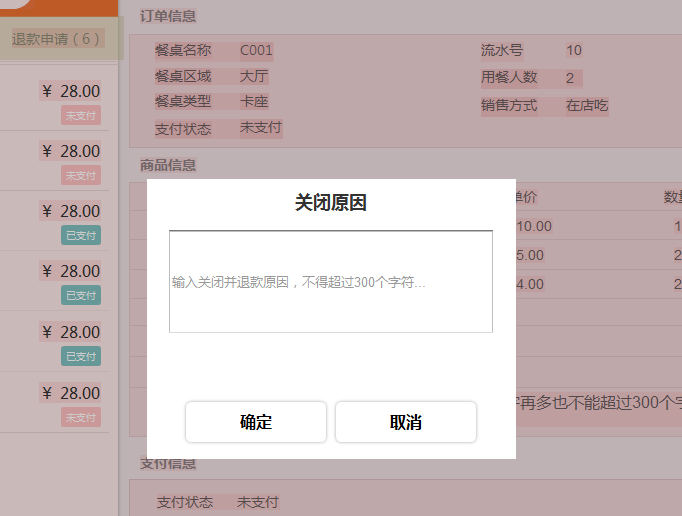 退款申请（6）
¥ 28.00
未支付
¥ 28.00
未支付
¥ 28.00
已支付
¥ 28.00
已支付
¥ 28.00
已支付
¥ 28.00
未支付
订单信息
餐桌名称 C001 流水号 10
餐桌区域 大厅 用餐人数 2
餐桌类型 卡座 销售方式 在店吃
支付状态 未支付
商品信息
单价 数量
10.00 1
5.00 2
4.00 2
字再多也不能超过300个字
关闭原因
输入关闭并退款原因，不得超过300个字符...
确定 取消
支付信息
支付状态 未支付